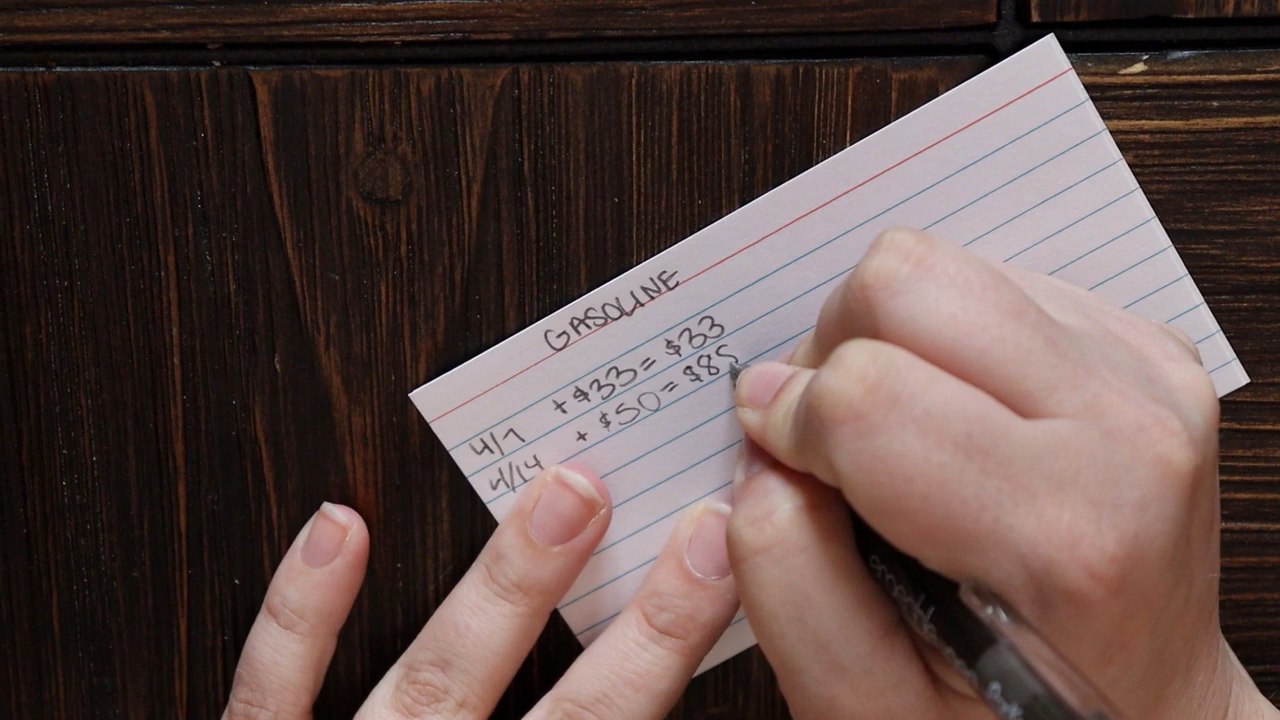 GASOLINE
4/7 +$33 = $33
4/14 + $50 = $85